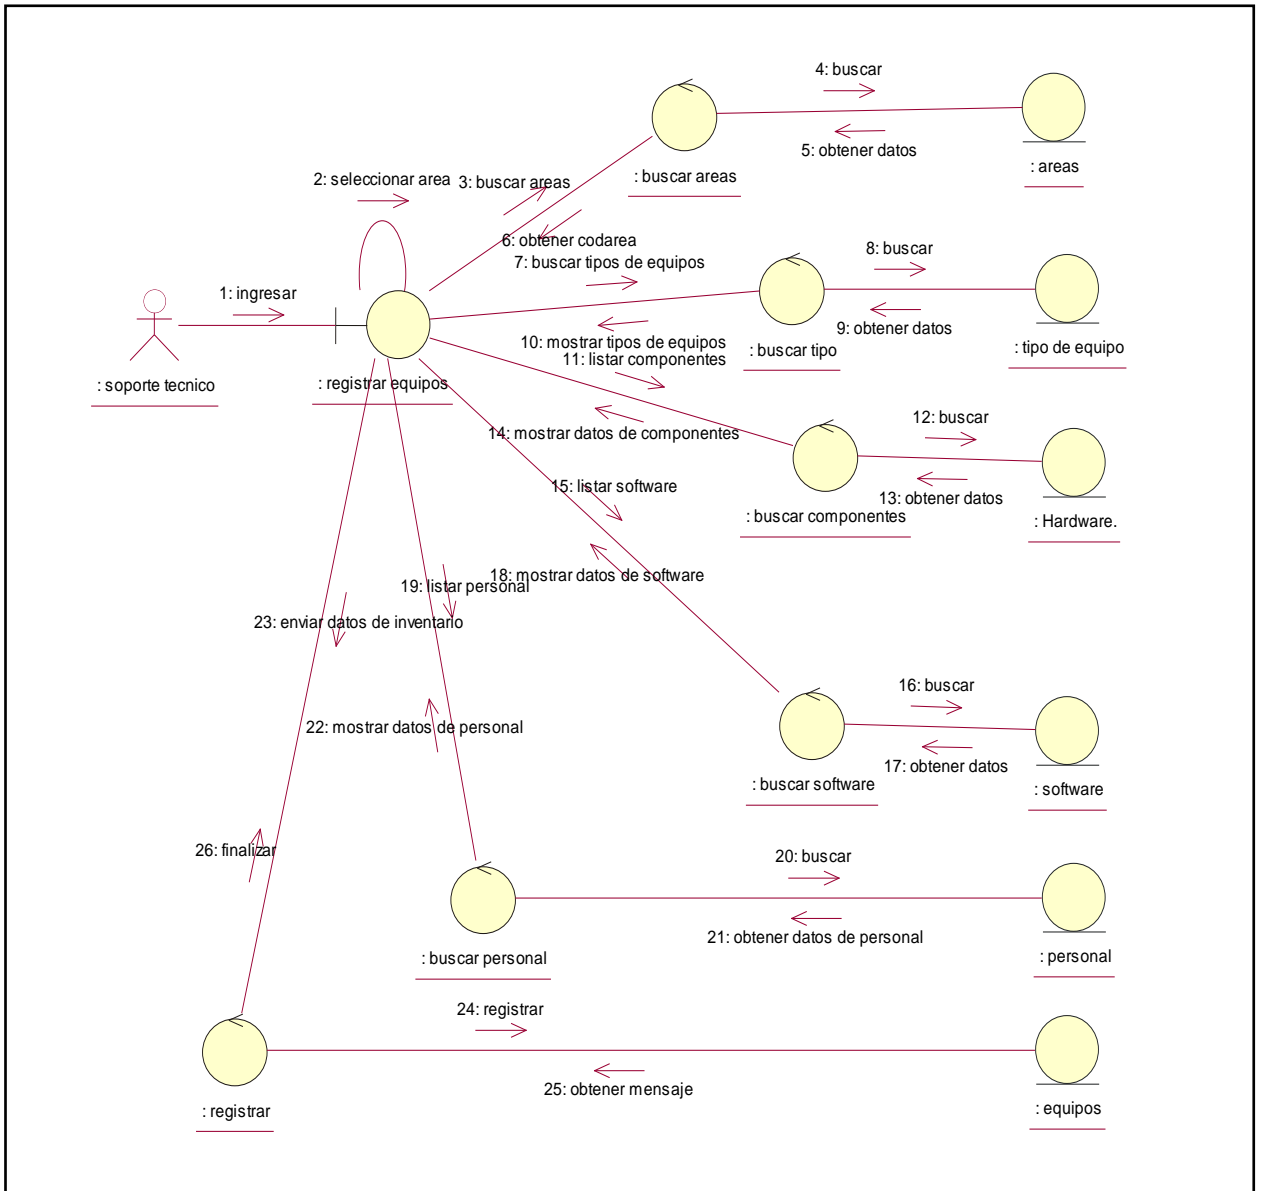 4: buscar
5: obtener datos
: buscar areas
: areas
2: seleccionar area
3: buscar areas
6: obtener codarea
7: buscar tipos de equipos
8: buscar
9: obtener datos
1: ingresar
10: mostrar tipos de equipos
: buscar tipo
: tipo de equipo
11: listar componentes
: soporte tecnico
: registrar equipos
12: buscar
14: mostrar datos de componentes
13: obtener datos
15: listar software
: buscar componentes
: Hardware.
18: mostrar datos de software
19: listar personal
23: enviar datos de inventario
16: buscar
22: mostrar datos de personal
17: obtener datos
: buscar software
: software
26: finalizar
20: buscar
21: obtener datos de personal
: buscar personal
: personal
24: registrar
25: obtener mensaje
: registrar
: equipos